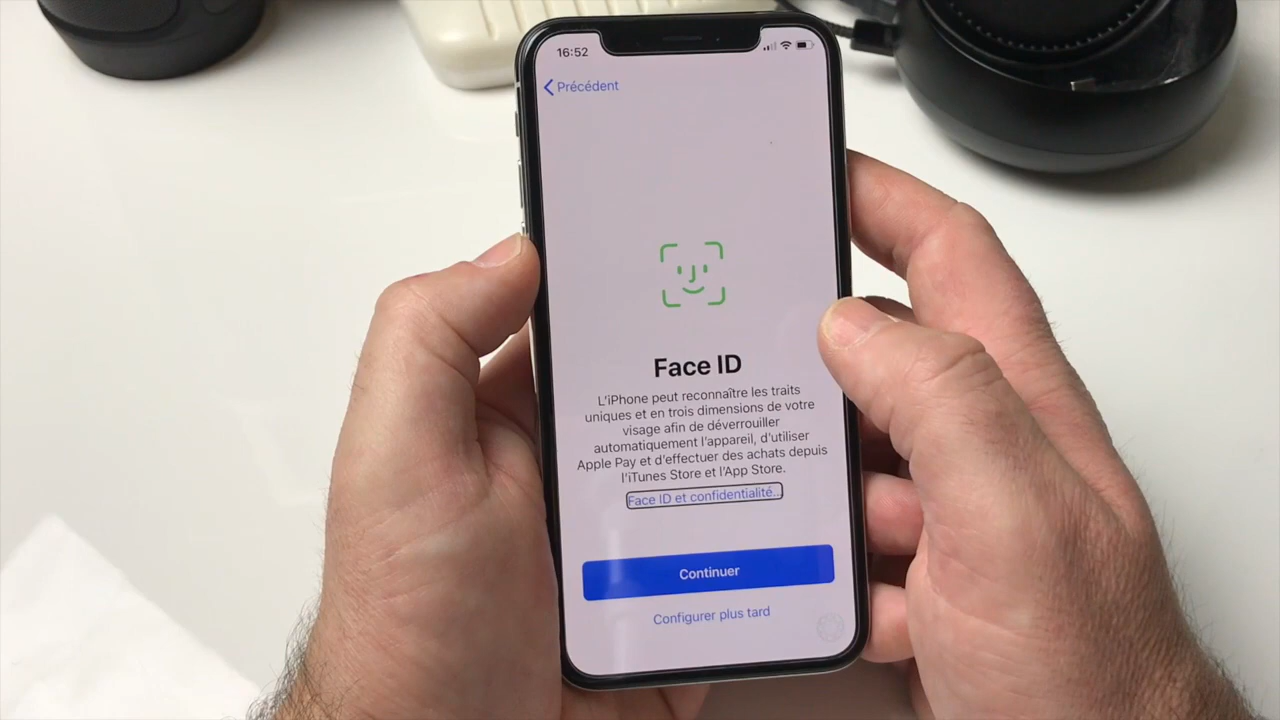 16:52
Précédent
Face ID
L'iPhone peut reconnaître les traits
uniques et en trois dimensions de votre
visage afin de déverrouiller
automatiquement l'appareil, d'utiliser
Apple Pay et d'effectuer des achats depuis
l'iTunes Store et l'App Store.
Face ID et confidentialité...
Continuer
Configurer plus tard